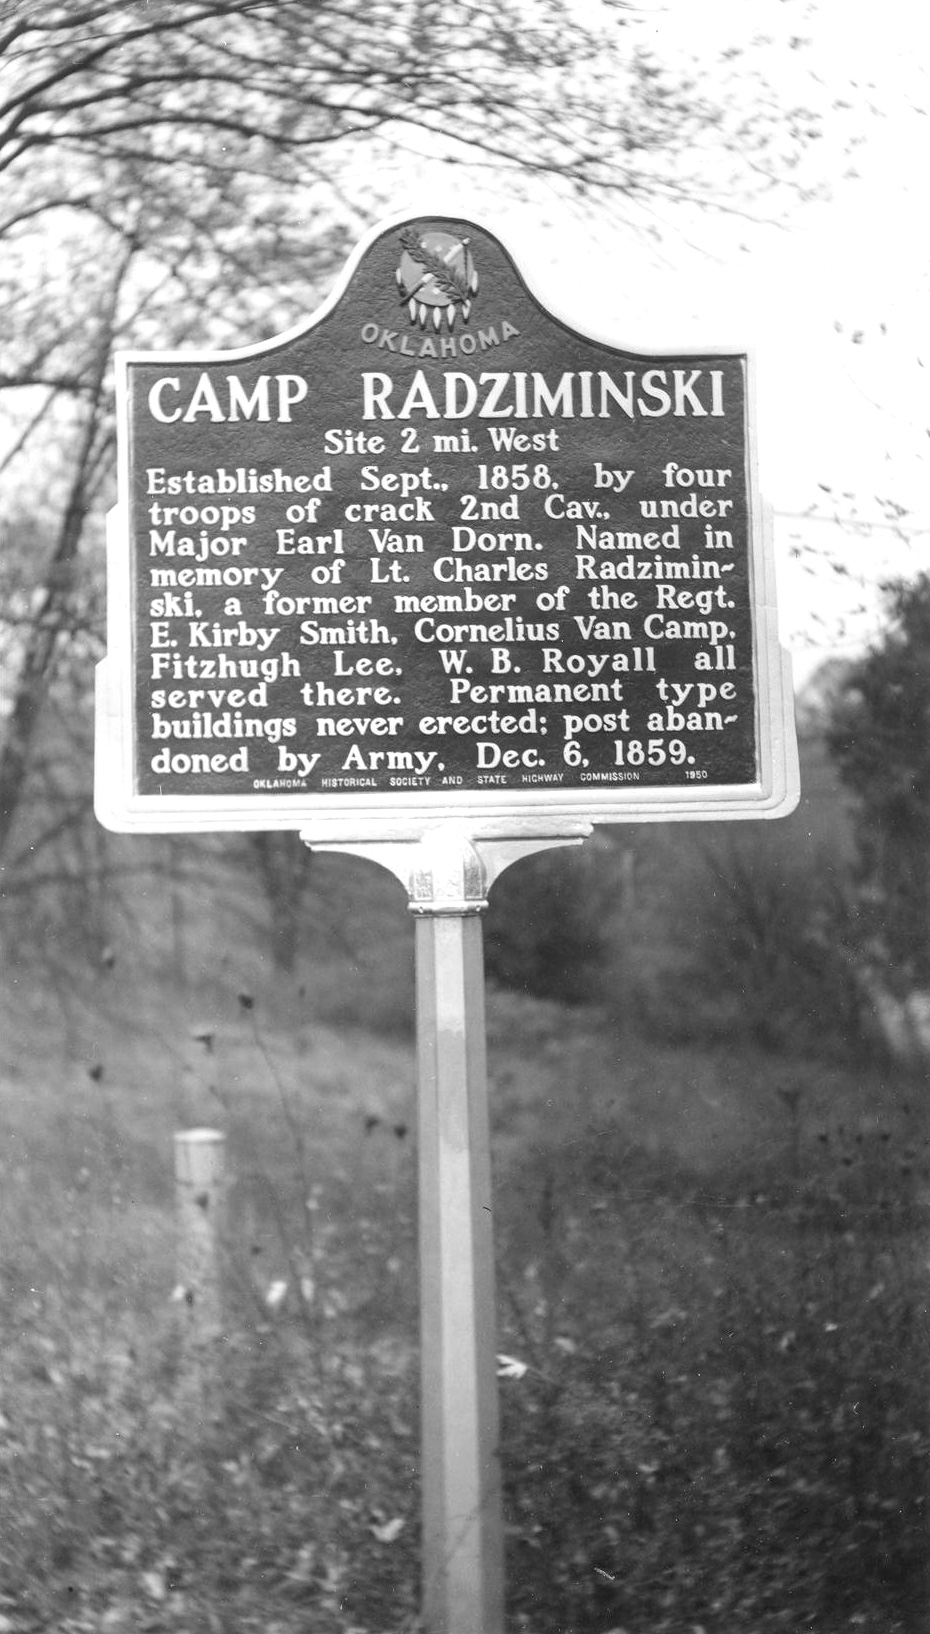 OKLAHOMA
CAMP RADZIMINSKI
Site 2 mi. West
Established Sept., 1858, by four
troops of crack 2nd Cav., under
Major Earl Van Dorn. Named in
memory of Lt. Charles Radzimin-
ski, a former member of the Regt.
E. Kirby Smith, Cornelius Van Camp,
Fitzhugh Lee, W. B. Royall all
served there. Permanent type
buildings never erected; post aban-
doned by Army, Dec. 6, 1859.
OKLAHOMA HISTORICAL SOCIETY AND STATE HIGHWAY COMMISSION 1950